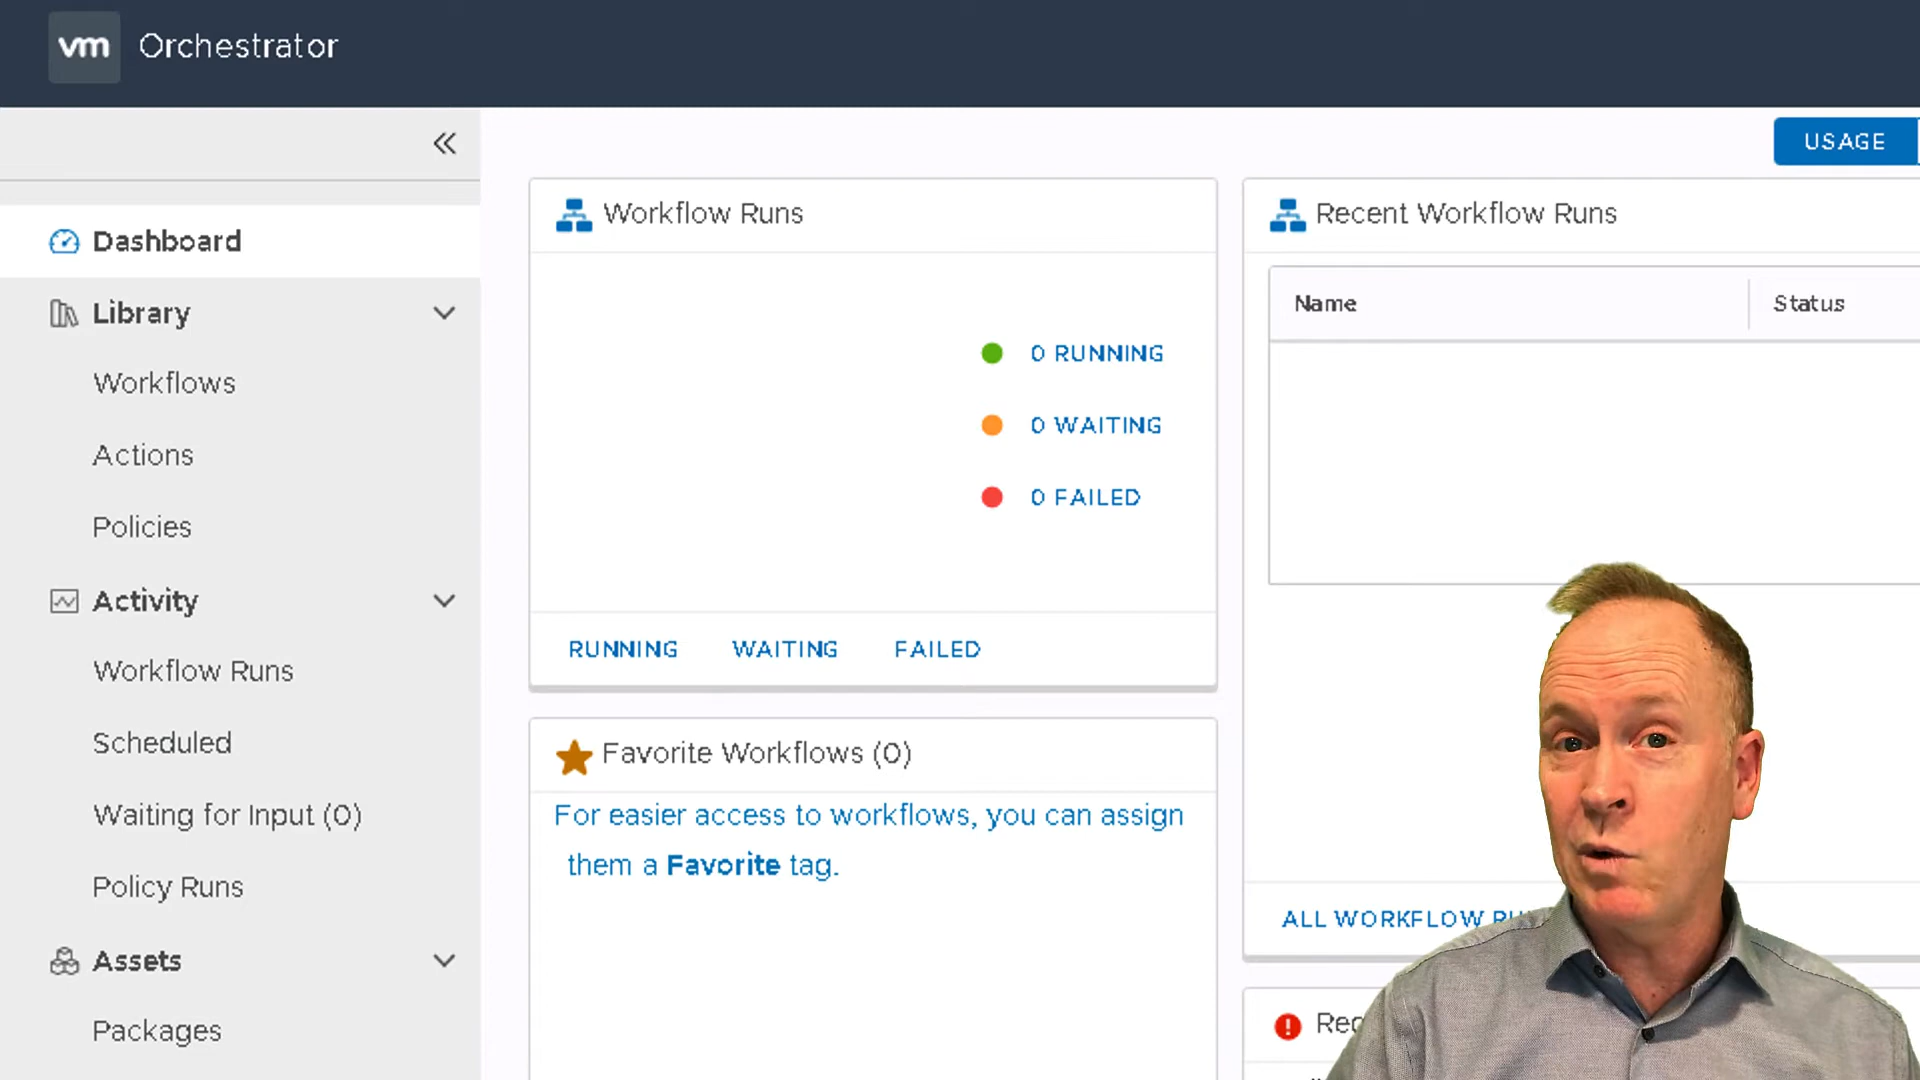 vm Orchestrator
USAGE
Dashboard
Library
Workflows
Actions
Policies
Activity
Workflow Runs
Scheduled
Waiting for Input (0)
Policy Runs
Assets
Packages
Workflow Runs
0 RUNNING
0 WAITING
0 FAILED
RUNNING WAITING FAILED
Favorite Workflows (0)
For easier access to workflows, you can assign
them a Favorite tag.
Recent Workflow Runs
Name Status
ALL WORKFLOW